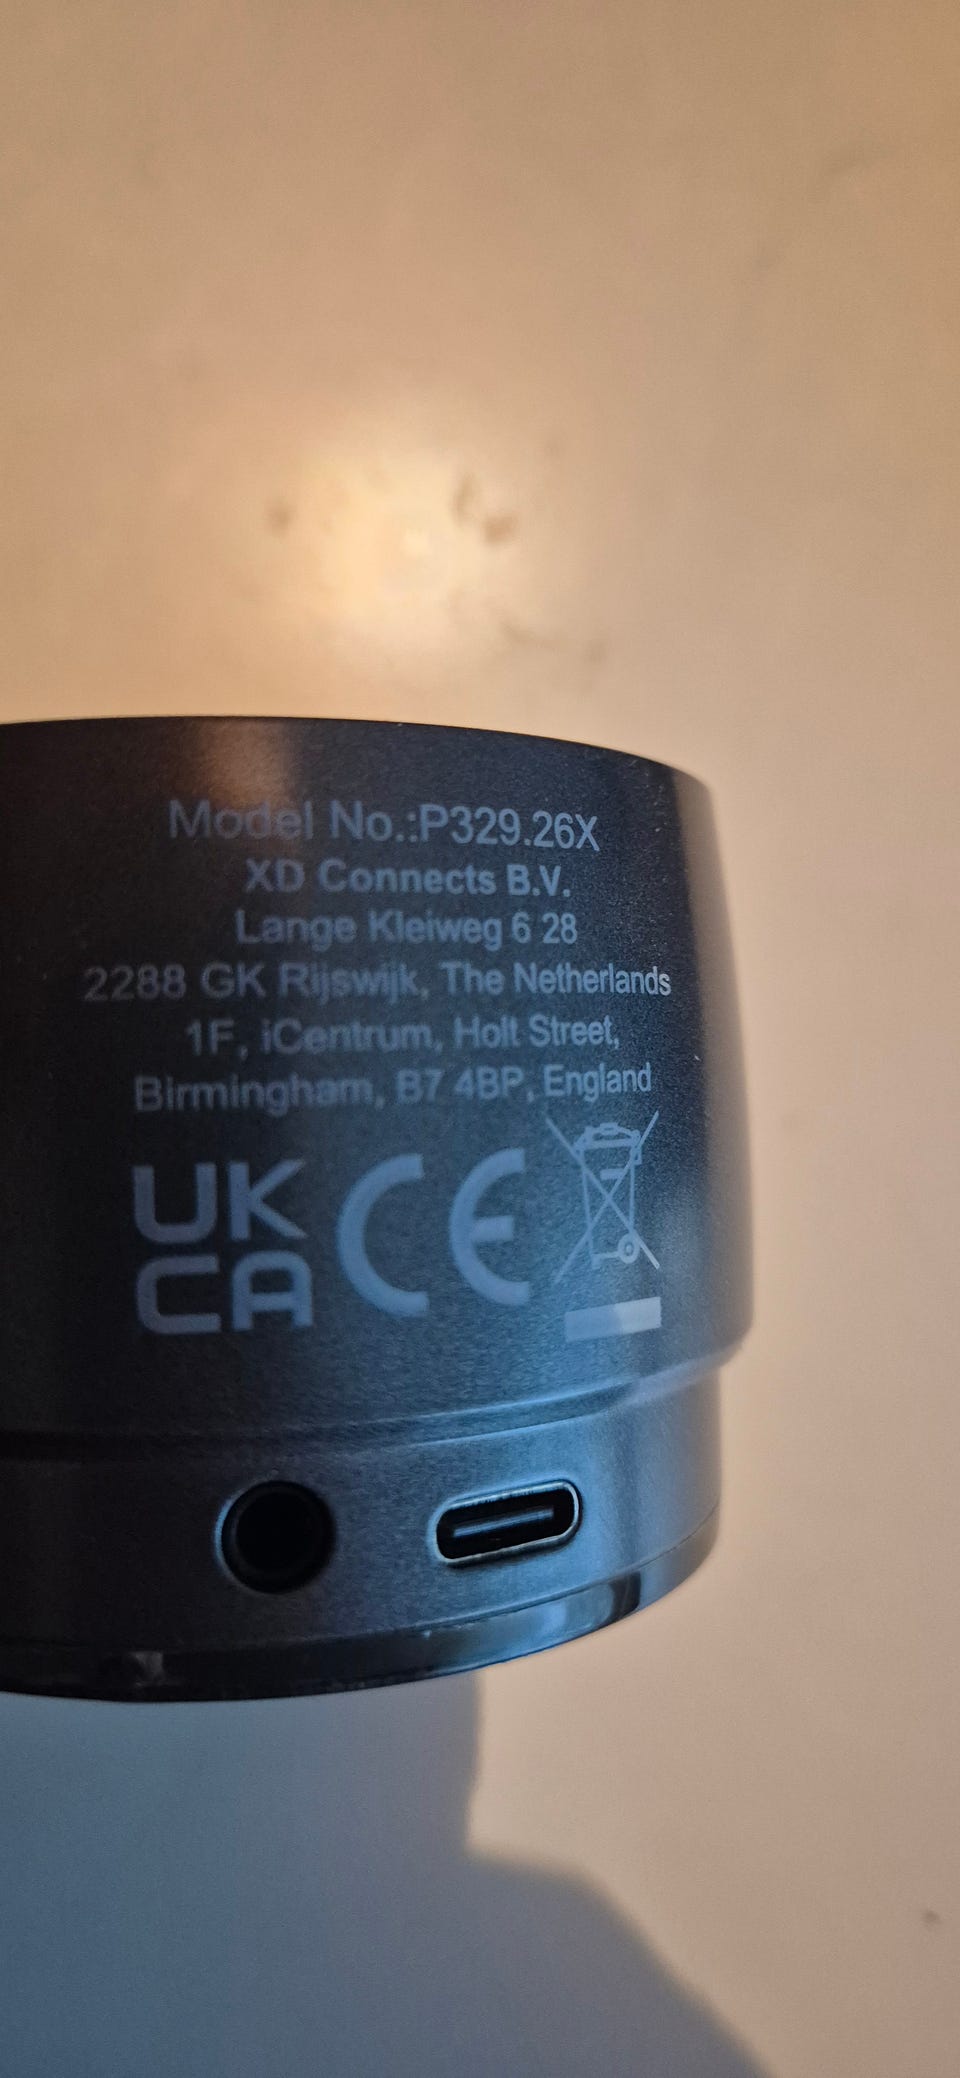 Model No.:P329.26X
XD Connects B.V.
Lange Kleiweg 6 28
2288 GK Rijswijk, The Netherlands
1F, iCentrum, Holt Street,
Birmingham, B7 4BP, England
UK
CA CE